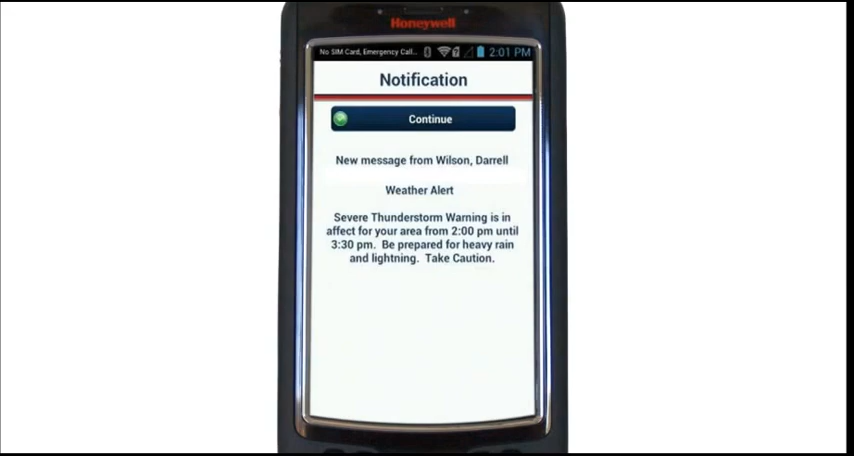 Honeywell
No SIM Card, Emergency Call... 2:01 PM
Notification
Continue
New message from Wilson, Darrell
Weather Alert
Severe Thunderstorm Warning is in
affect for your area from 2:00 pm until
3:30 pm. Be prepared for heavy rain
and lightning. Take Caution.